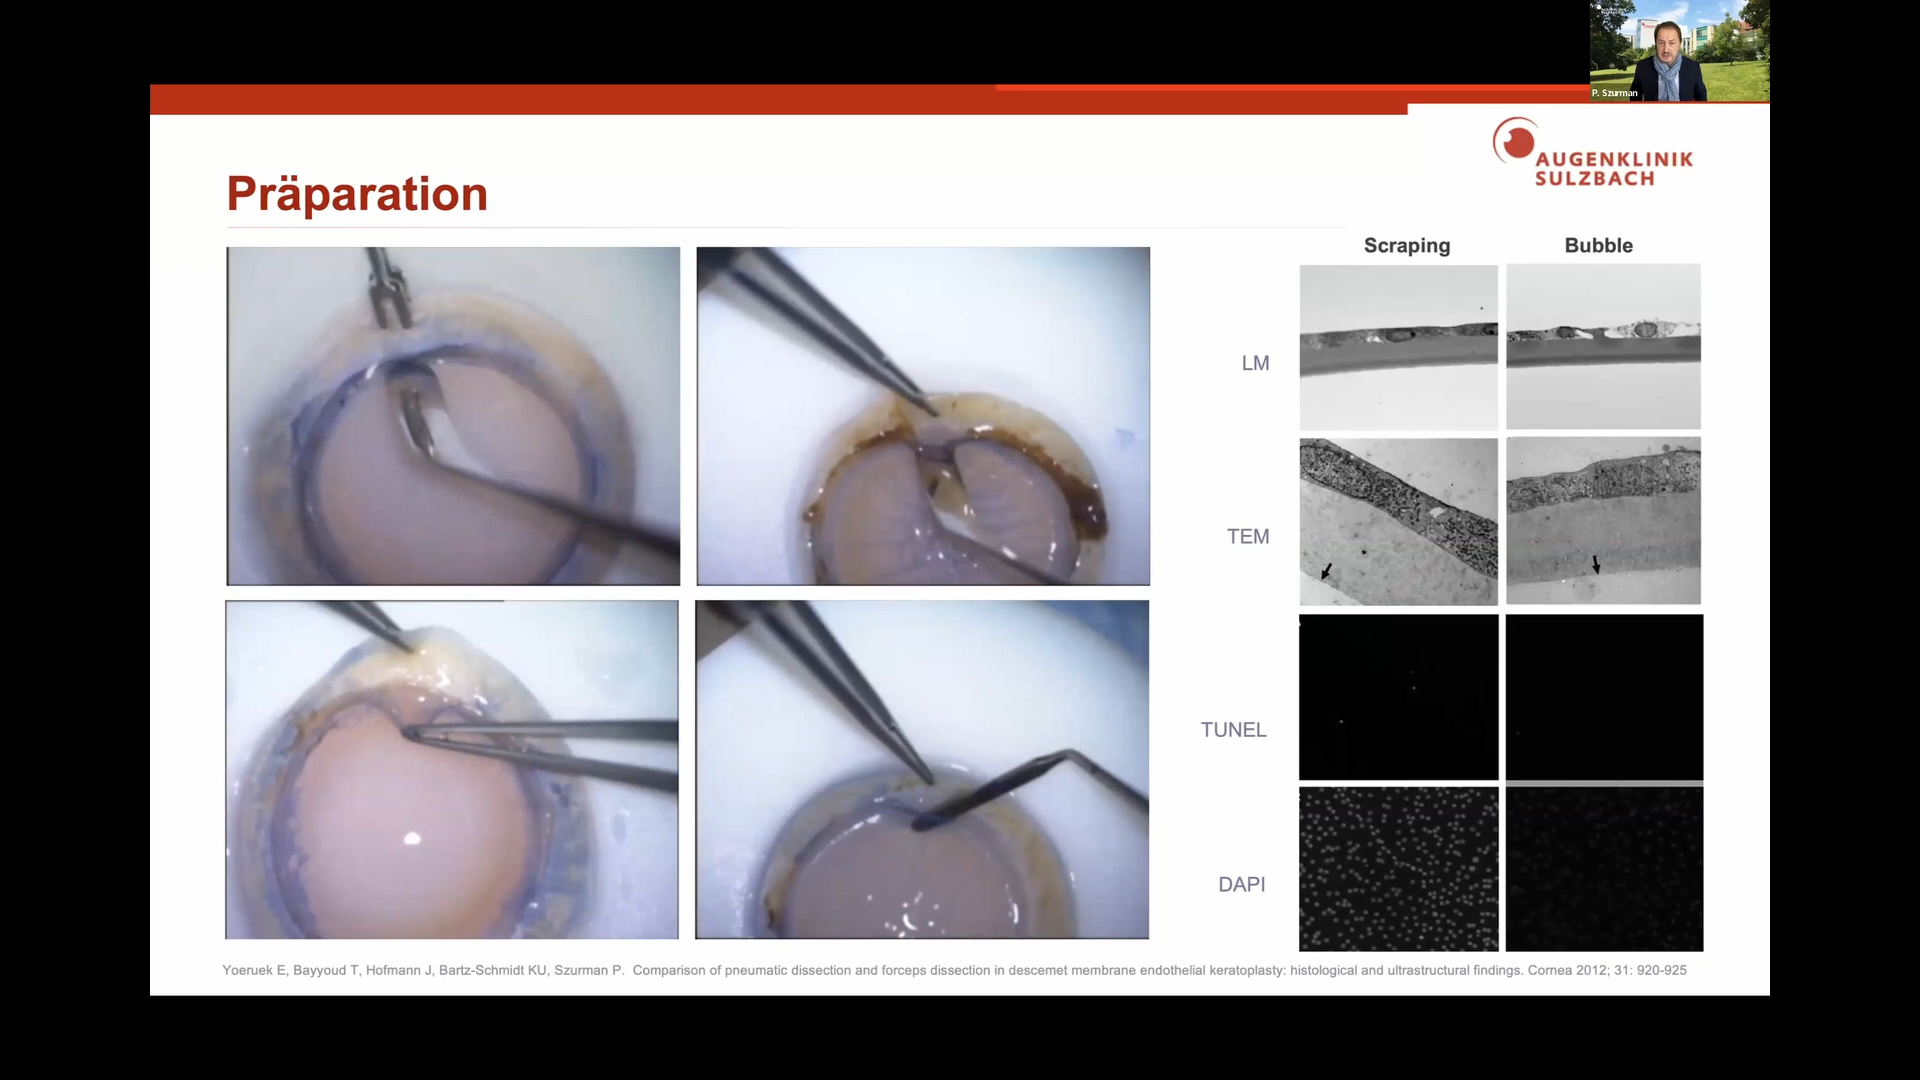 P. Szurman
AUGENKLINIK
SULZBACH
Präparation
Scraping
Bubble
LM
TEM
TUNEL
DAPI
Yoeruek E, Bayyoud T, Hofmann J, Bartz-Schmidt KU, Szurman P. Comparison of pneumatic dissection and forceps dissection in descemet membrane endothelial keratoplasty: histological and ultrastructural findings. Cornea 2012; 31: 920-925